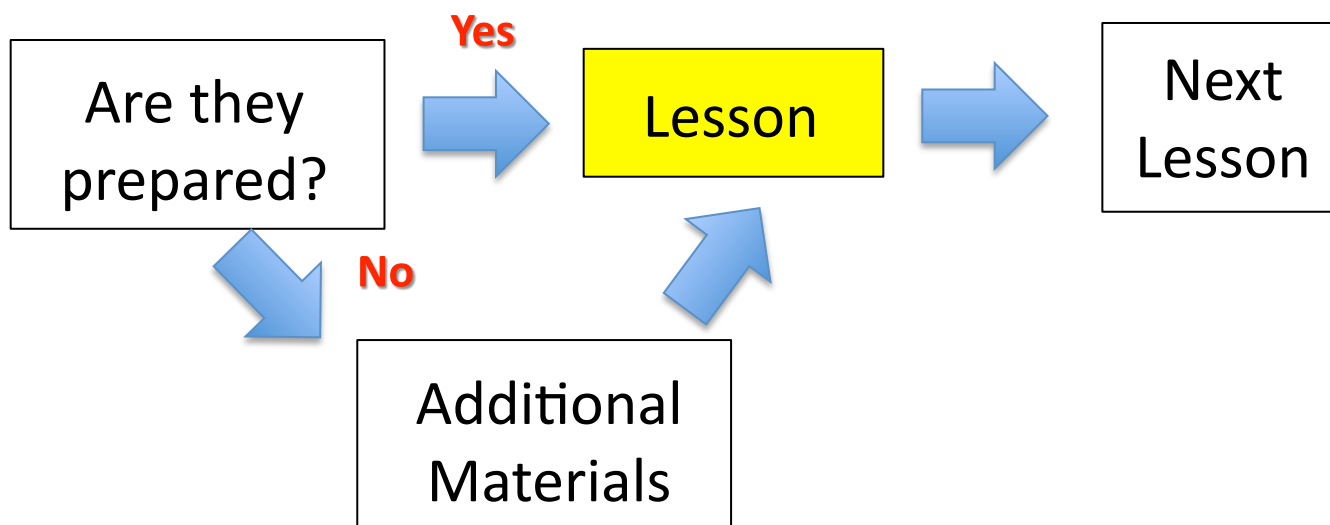 Are they
prepared?
Yes
Lesson
Next
Lesson
No
Additional
Materials